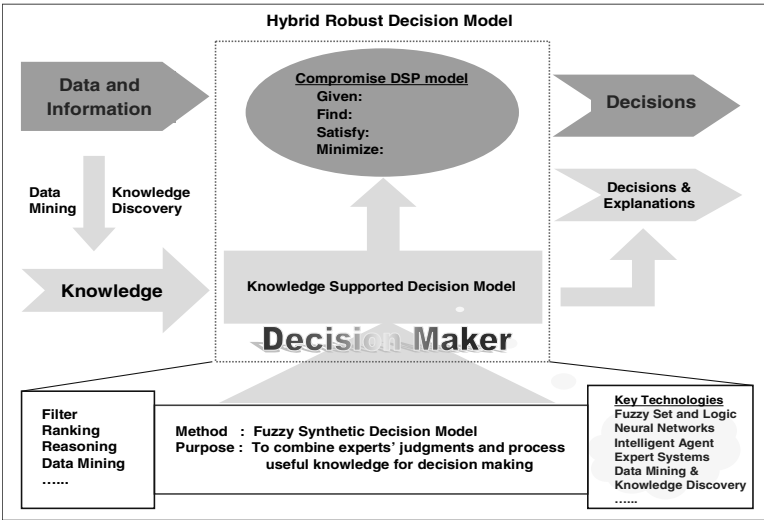 Hybrid Robust Decision Model
Data and
Information
Compromise DSP model
Given:
Find:
Satisfy:
Minimize:
Decisions
Data
Mining
Knowledge
Discovery
Decisions &
Explanations
Knowledge
Knowledge Supported Decision Model
Decision Maker
Filter
Ranking
Reasoning
Data Mining
…...
Method : Fuzzy Synthetic Decision Model
Purpose : To combine experts' judgments and process
useful knowledge for decision making
Key Technologies
Fuzzy Set and Logic
Neural Networks
Intelligent Agent
Expert Systems
Data Mining &
Knowledge Discovery
…...